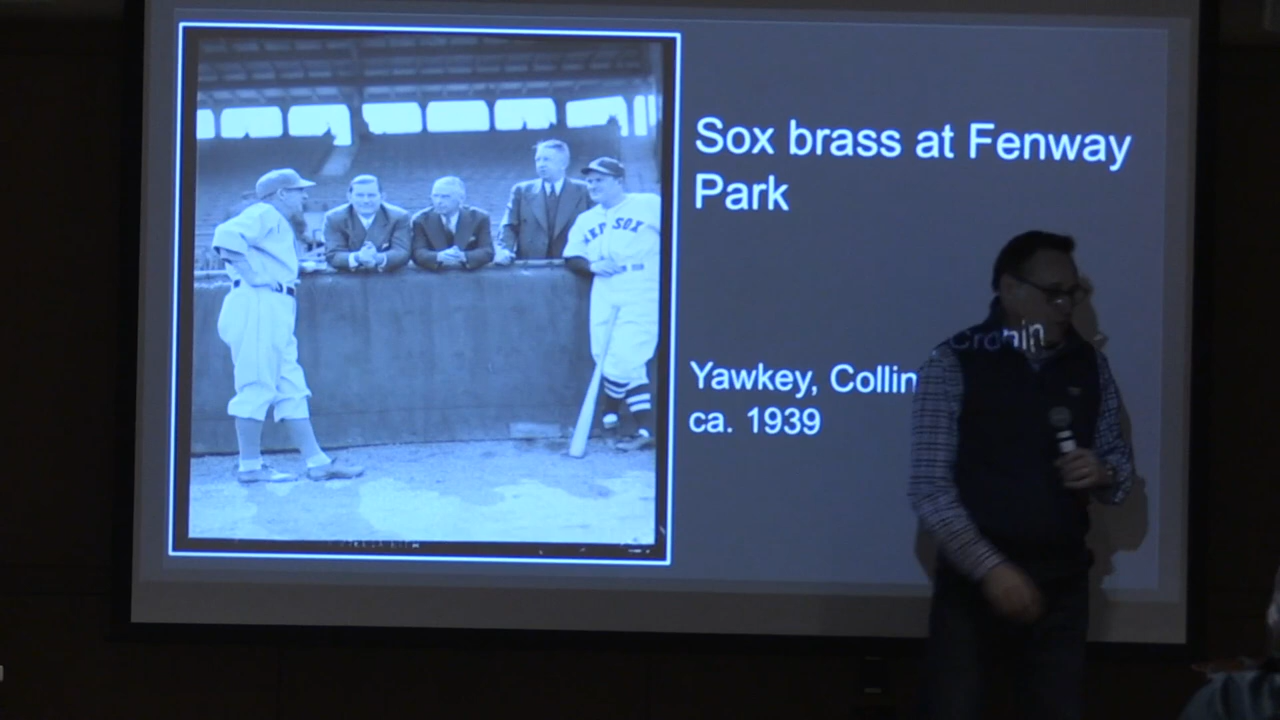 Sox brass at Fenway
Park
RED SOX
Cronin
Yawkey, Collin
ca. 1939